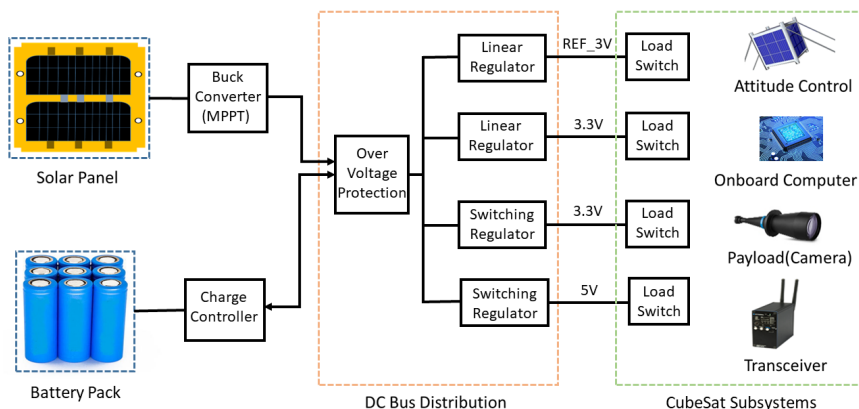 Solar Panel
Buck
Converter
(MPPT)
Battery Pack
Charge
Controller
Over
Voltage
Protection
Linear
Regulator
REF_3V
Load
Switch
Attitude Control
Linear
Regulator
3.3V
Load
Switch
Onboard Computer
Switching
Regulator
3.3V
Load
Switch
Payload(Camera)
Switching
Regulator
5V
Load
Switch
Transceiver
DC Bus Distribution
CubeSat Subsystems